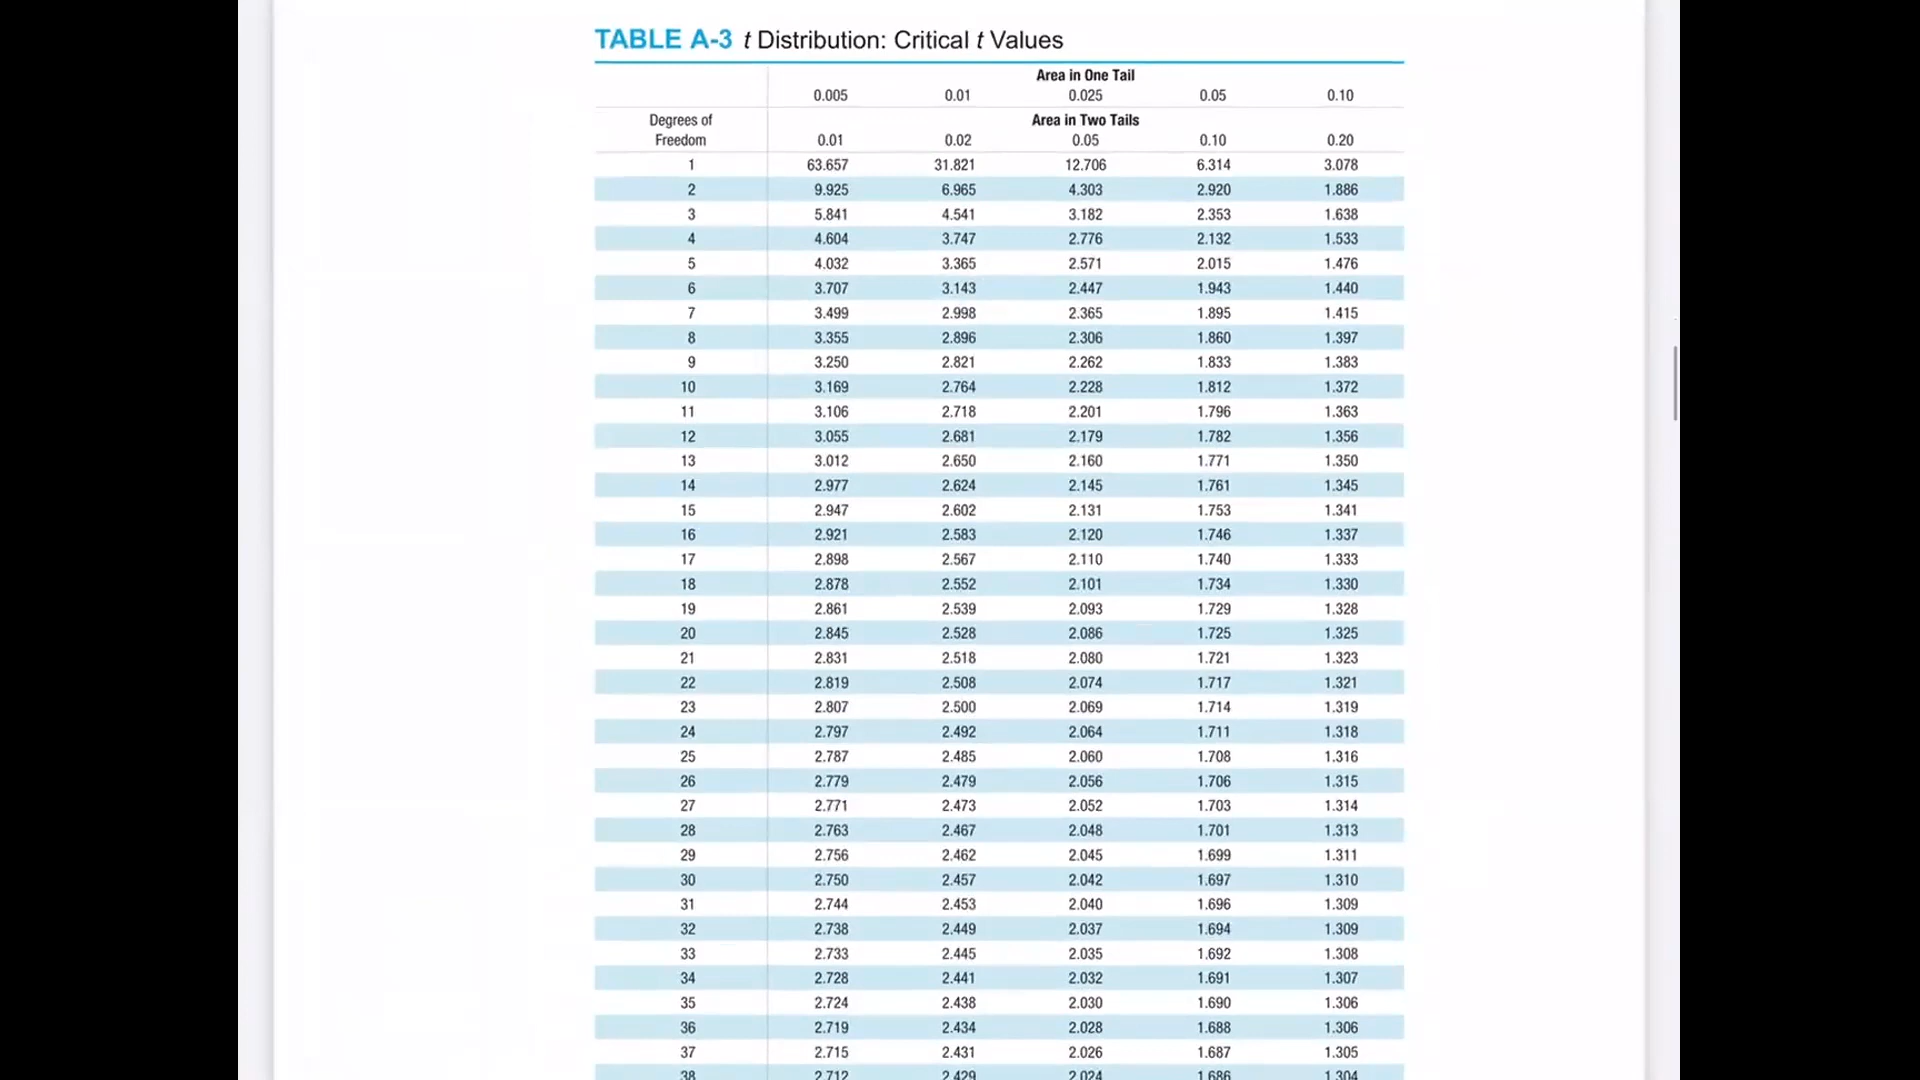 TABLE A-3 t Distribution: Critical t Values
Area in One Tail
0.005 0.01 0.025 0.05 0.10
Degrees of Area in Two Tails
Freedom 0.01 0.02 0.05 0.10 0.20
1 63.657 31.821 12.706 6.314 3.078
2 9.925 6.965 4.303 2.920 1.886
3 5.841 4.541 3.182 2.353 1.638
4 4.604 3.747 2.776 2.132 1.533
5 4.032 3.365 2.571 2.015 1.476
6 3.707 3.143 2.447 1.943 1.440
7 3.499 2.998 2.365 1.895 1.415
8 3.355 2.896 2.306 1.860 1.397
9 3.250 2.821 2.262 1.833 1.383
10 3.169 2.764 2.228 1.812 1.372
11 3.106 2.718 2.201 1.796 1.363
12 3.055 2.681 2.179 1.782 1.356
13 3.012 2.650 2.160 1.771 1.350
14 2.977 2.624 2.145 1.761 1.345
15 2.947 2.602 2.131 1.753 1.341
16 2.921 2.583 2.120 1.746 1.337
17 2.898 2.567 2.110 1.740 1.333
18 2.878 2.552 2.101 1.734 1.330
19 2.861 2.539 2.093 1.729 1.328
20 2.845 2.528 2.086 1.725 1.325
21 2.831 2.518 2.080 1.721 1.323
22 2.819 2.508 2.074 1.717 1.321
23 2.807 2.500 2.069 1.714 1.319
24 2.797 2.492 2.064 1.711 1.318
25 2.787 2.485 2.060 1.708 1.316
26 2.779 2.479 2.056 1.706 1.315
27 2.771 2.473 2.052 1.703 1.314
28 2.763 2.467 2.048 1.701 1.313
29 2.756 2.462 2.045 1.699 1.311
30 2.750 2.457 2.042 1.697 1.310
31 2.744 2.453 2.040 1.696 1.309
32 2.738 2.449 2.037 1.694 1.309
33 2.733 2.445 2.035 1.692 1.308
34 2.728 2.441 2.032 1.691 1.307
35 2.724 2.438 2.030 1.690 1.306
36 2.719 2.434 2.028 1.688 1.306
37 2.715 2.431 2.026 1.687 1.305
38 2.712 2.429 2.024 1.686 1.304